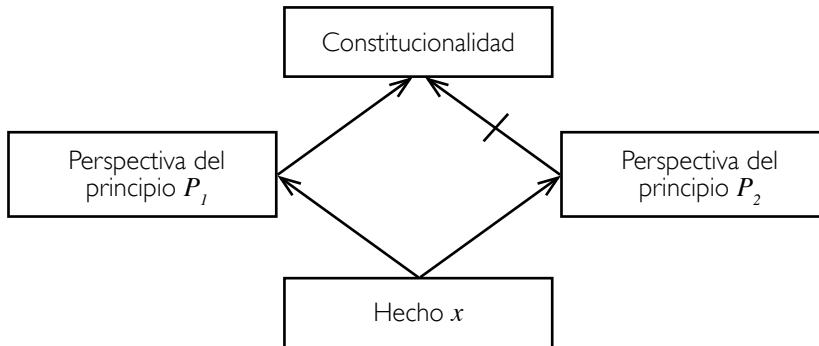 Constitucionalidad
Perspectiva del
principio P₁
Perspectiva del
principio P₂
Hecho x